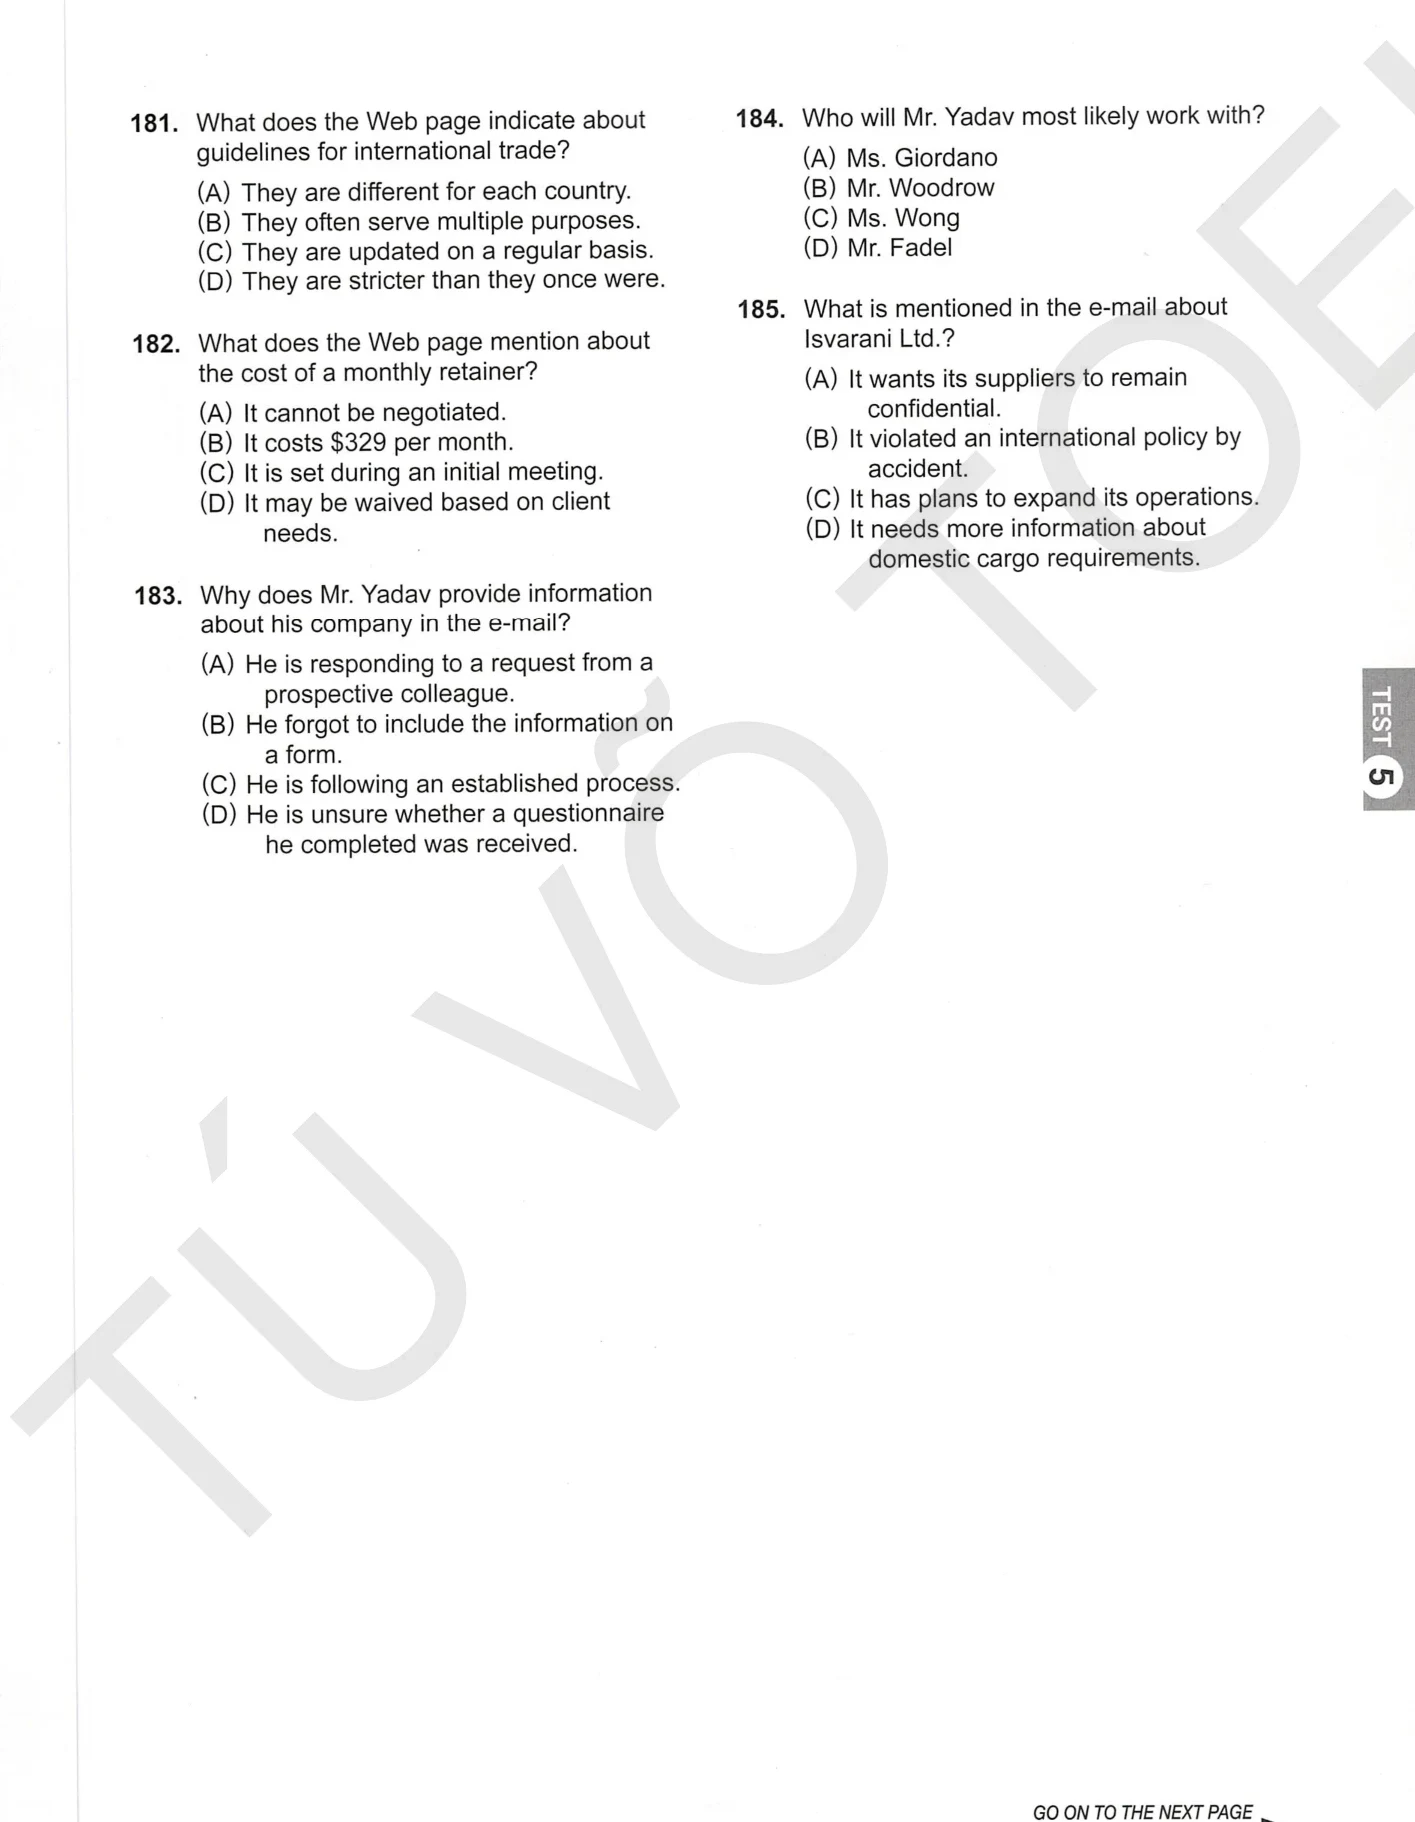 181. What does the Web page indicate about
guidelines for international trade?
(A) They are different for each country.
(B) They often serve multiple purposes.
(C) They are updated on a regular basis.
(D) They are stricter than they once were.
182. What does the Web page mention about
the cost of a monthly retainer?
(A) It cannot be negotiated.
(B) It costs $329 per month.
(C) It is set during an initial meeting.
(D) It may be waived based on client
needs.
183. Why does Mr. Yadav provide information
about his company in the e-mail?
(A) He is responding to a request from a
prospective colleague.
(B) He forgot to include the information on
a form.
(C) He is following an established process.
(D) He is unsure whether a questionnaire
he completed was received.
184. Who will Mr. Yadav most likely work with?
(A) Ms. Giordano
(B) Mr. Woodrow
(C) Ms. Wong
(D) Mr. Fadel
185. What is mentioned in the e-mail about
Isvarani Ltd.?
(A) It wants its suppliers to remain
confidential.
(B) It violated an international policy by
accident.
(C) It has plans to expand its operations.
(D) It needs more information about
domestic cargo requirements.
TEST 5
TÚ VÕ TOE
GO ON TO THE NEXT PAGE